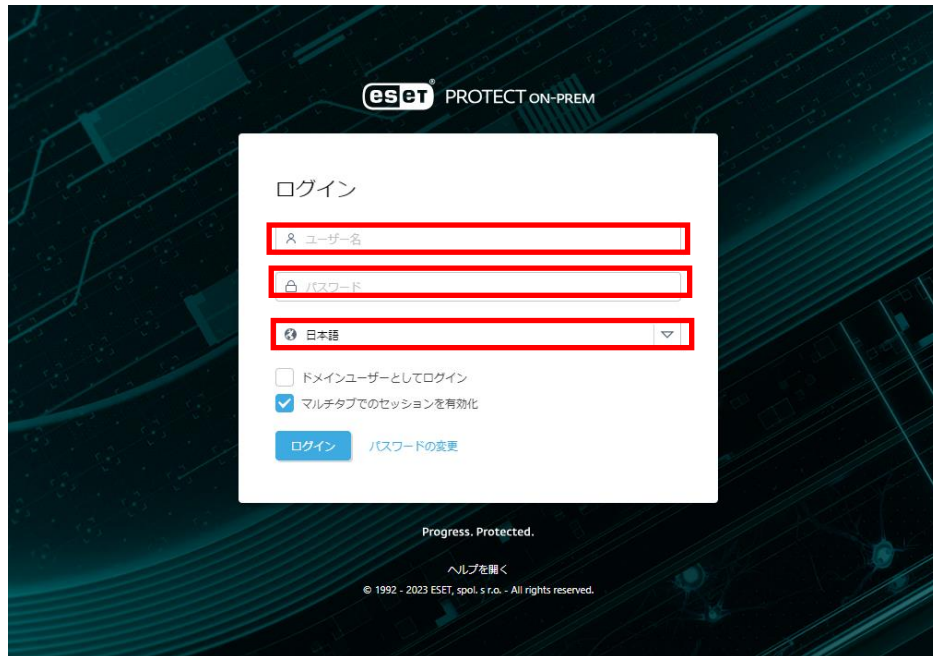 eset® PROTECT ON-PREM
ログイン
ユーザー名
パスワード
日本語
ドメインユーザーとしてログイン
マルチタブでのセッションを有効化
ログイン パスワードの変更
Progress. Protected.
ヘルプを開く
© 1992 - 2023 ESET, spol. s r.o. - All rights reserved.